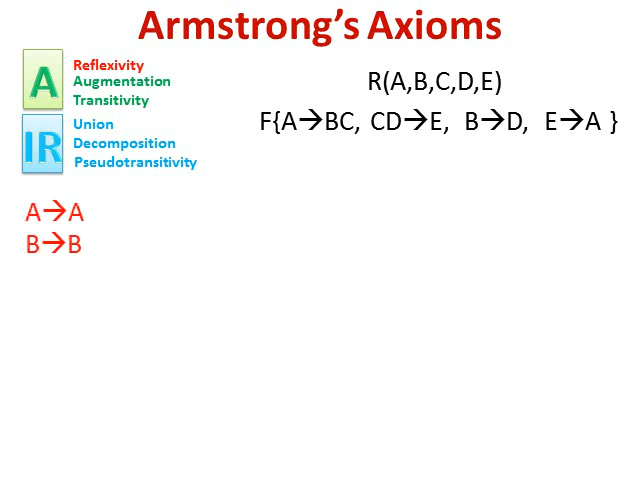 Armstrong's Axioms
A
Reflexivity
Augmentation
Transitivity
IR
Union
Decomposition
Pseudotransitivity
R(A,B,C,D,E)
F{A→BC, CD→E, B→D, E→A }
A→A
B→B